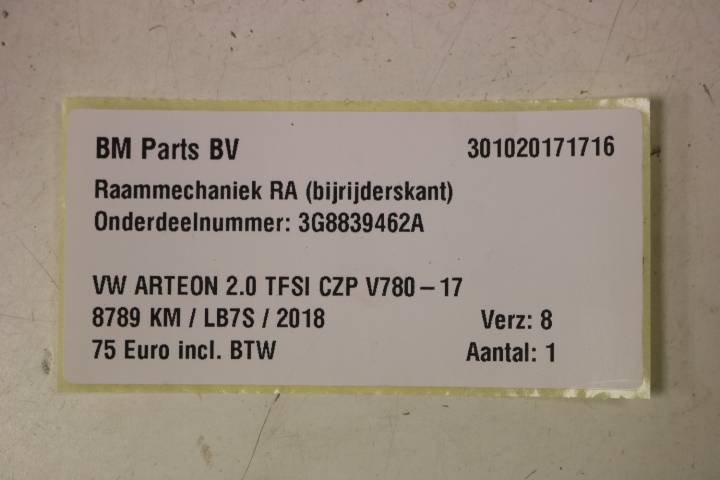 BM Parts BV 301020171716
Raammechaniek RA (bijrijderskant)
Onderdeelnummer: 3G8839462A
VW ARTEON 2.0 TFSI CZP V780 – 17
8789 KM / LB7S / 2018 Verz: 8
75 Euro incl. BTW Aantal: 1